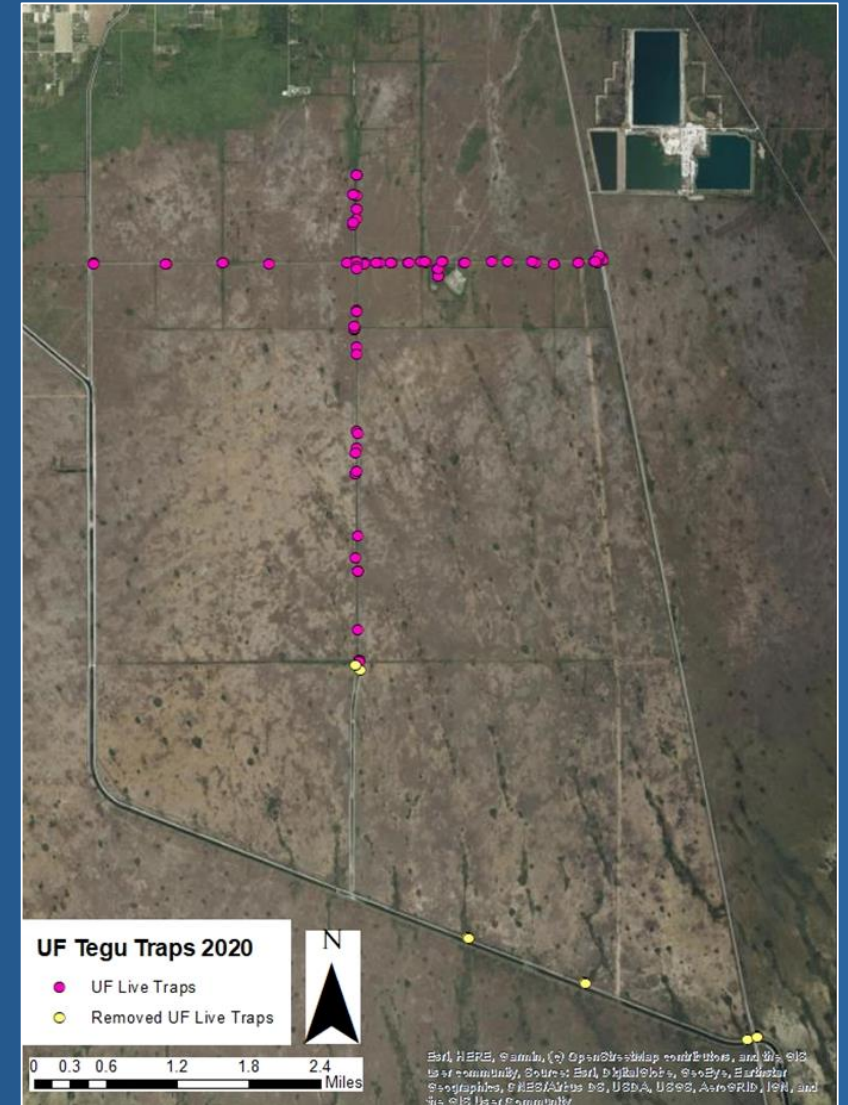 N
UF Tegu Traps 2020
UF Live Traps
Removed UF Live Traps
0 0.3 0.6 1.2 1.8 2.4
Miles
Esri, HERE, Garmin, (c) OpenStreetMap contributors, and the GIS
user community, Source: Esri, DigitalGlobe, GeoEye, Earthstar
Geographics, CNES/Airbus DS, USDA, USGS, AeroGRID, IGN, and
the GIS User Community